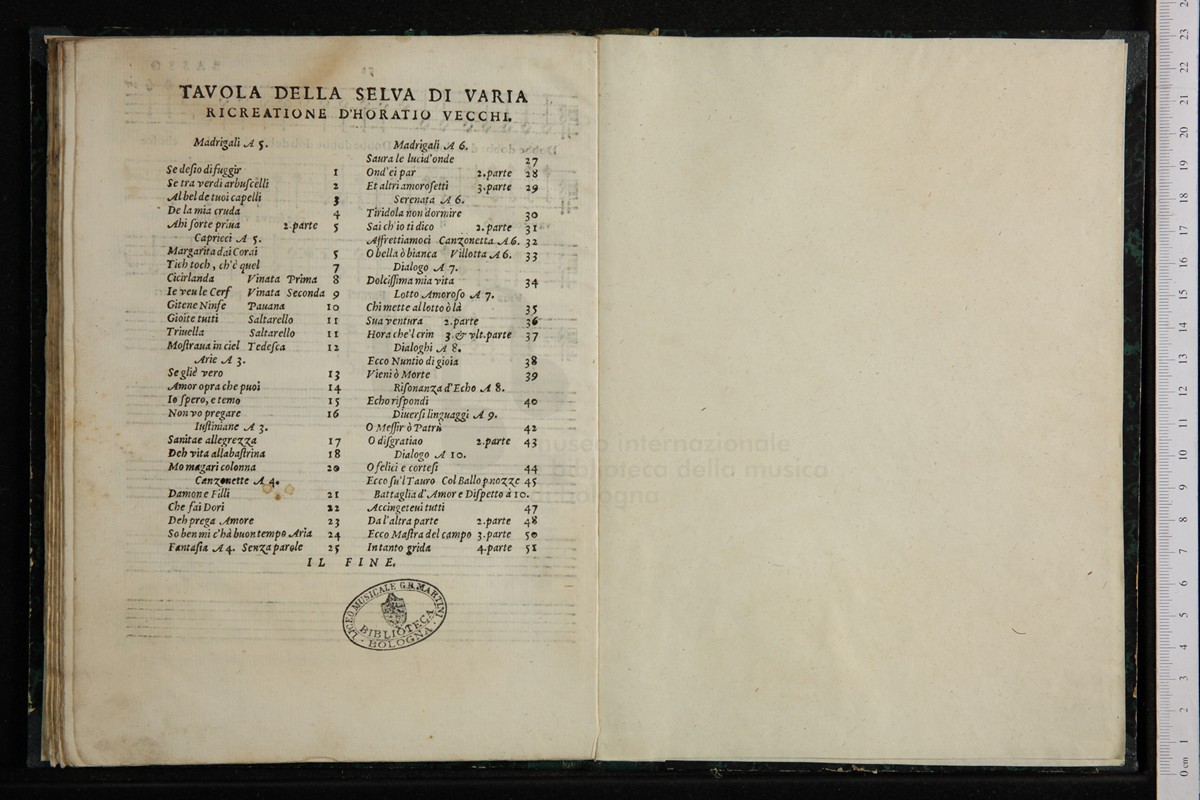 TAVOLA DELLA SELVA DI VARIA
RICREATIONE D'HORATIO VECCHI.
Madrigali A 5.
Se desio di fuggir 1
Se tra verdi arbuscelli 2
Al bel de tuoi capelli 3
De la mia cruda 4
Ahi forte priua 2.parte 5
Capricci A 5.
Margarita dai Corai 5
Tich toch, ch'è quel 7
Cicirlanda Vinata Prima 8
Ie veu le Cerf Vinata Seconda 9
Gitene Ninfe Pauana 10
Gioite tutti Saltarello 11
Triuella Saltarello 11
Mostraua in ciel Tedesca 12
Arie A 3.
Se gliè vero 13
Amor opra che puoi 14
Io spero, e temo 15
Non vo pregare 16
Iustiniane A 3.
Sanitae allegrezza 17
Deh vita allabastrina 18
Mo magari colonna 20
Canzonette A 4.
Damon e Filli 21
Che fai Dori 22
Deh prega Amore 23
So ben mi c'hà buon tempo Aria 24
Fantasia A 4. Senza parole 25
Madrigali A 6.
Saura le lucid'onde 27
Ond'ei par 2.parte 28
Et altri amorosetti 3.parte 29
Serenata A 6.
Tiridola non dormire 30
Sai ch'io ti dico 2.parte 31
Affrettiamoci Canzonetta A 6. 32
O bella ò bianca Villotta A 6. 33
Dialogo A 7.
Dolcissima mia vita 34
Lotto Amoroso A 7.
Chi mette al lotto ò là 35
Sua ventura 2.parte 36
Hora che'l crin 3 & vlt.parte 37
Dialoghi A 8.
Ecco Nuntio di gioia 38
Vieni ò Morte 39
Risonanza d'Echo A 8.
Echo rispondi 40
Diuersi linguaggi A 9.
O Messir ò Patru 42
O disgratiao 2.parte 43
Dialogo A 10.
O felici e cortesi 44
Ecco su'l Tauro Col Ballo p nozze 45
Battaglia d'Amor e Dispetto à 10.
Accingeteui tutti 47
Da l'altra parte 2.parte 48
Ecco Mastra del campo 3.parte 50
In tanto grida 4.parte 51
IL FINE.
LICEO MUSICALE G.B. MARTINI
BIBLIOTECA
BOLOGNA
museo internazionale
e biblioteca della musica
di bologna